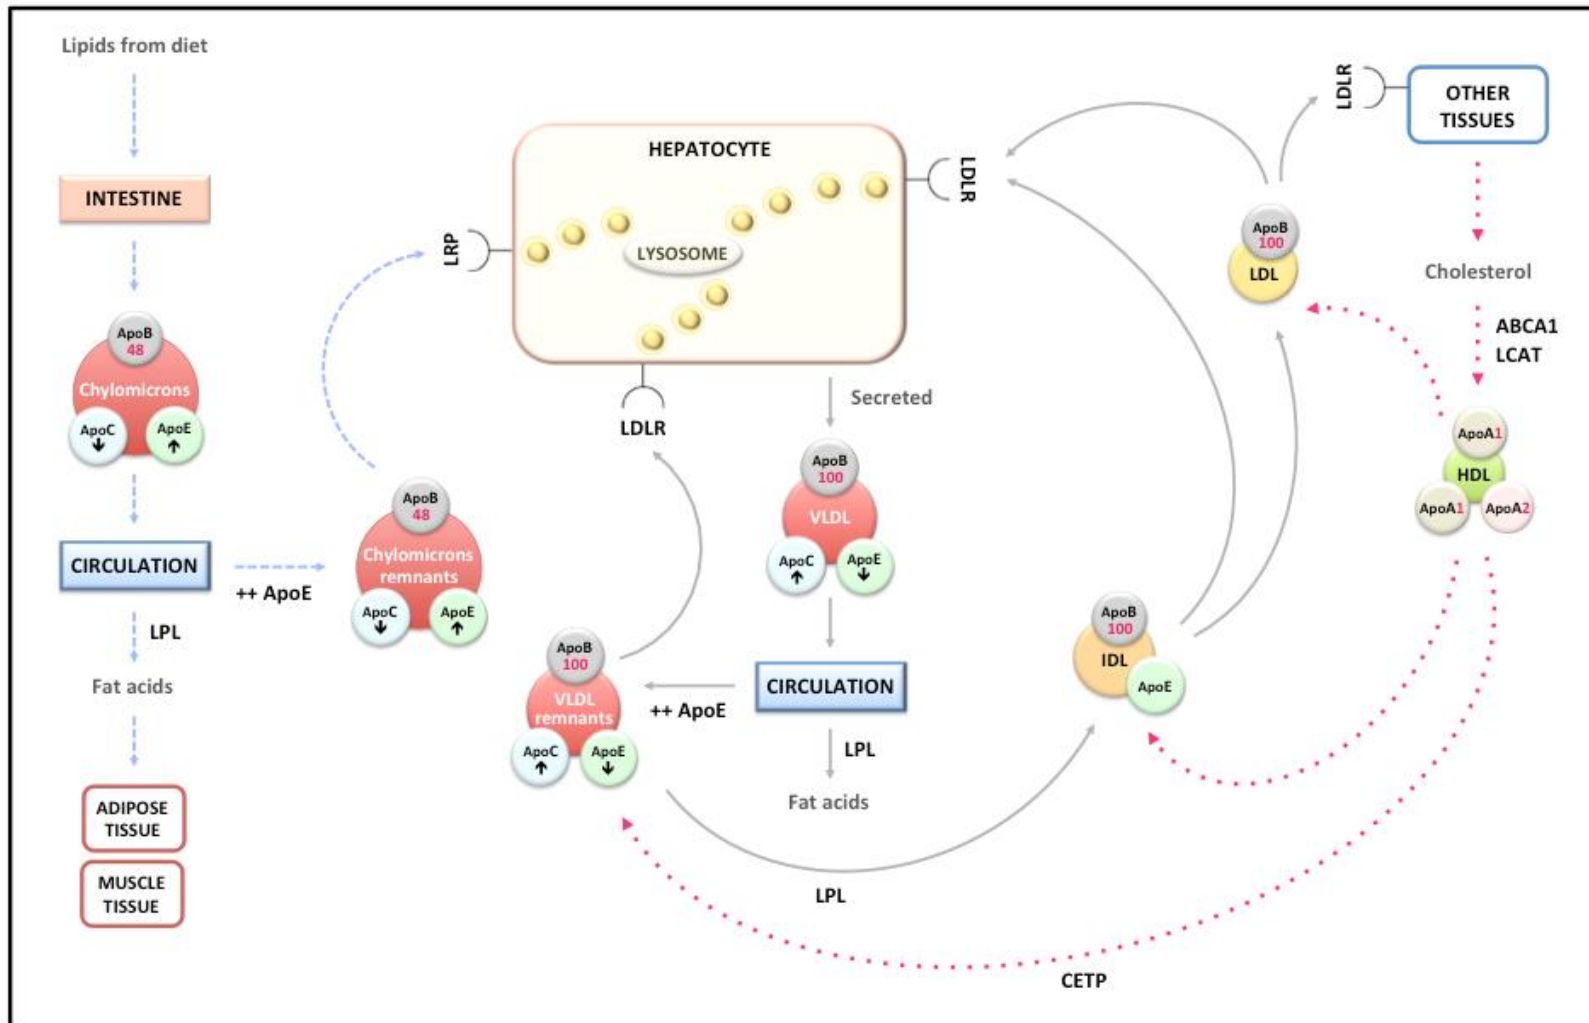 Lipids from diet
INTESTINE
ApoB
48
Chylomicrons
ApoC
ApoE
CIRCULATION
++ ApoE
LPL
Fat acids
ADIPOSE
TISSUE
MUSCLE
TISSUE
ApoB
48
Chylomicrons
remnants
ApoC
ApoE
LRP
HEPATOCYTE
LYSOSOME
LDLR
LDLR
Secreted
ApoB
100
VLDL
ApoC
ApoE
CIRCULATION
++ ApoE
LPL
Fat acids
ApoB
100
VLDL
remnants
ApoC
ApoE
LPL
ApoB
100
IDL
ApoE
ApoB
100
LDL
LDLR
OTHER
TISSUES
Cholesterol
ABCA1
LCAT
ApoA1
HDL
ApoA1
ApoA2
CETP